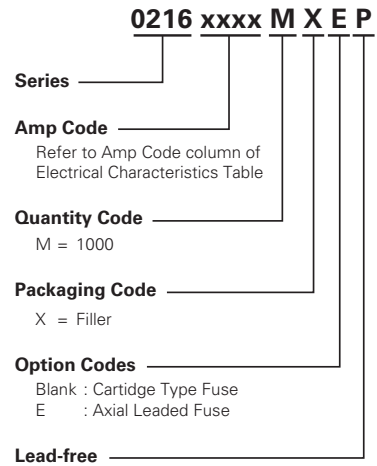 0216 xxxx M X E P
Series
Amp Code
Refer to Amp Code column of
Electrical Characteristics Table
Quantity Code
M = 1000
Packaging Code
X = Filler
Option Codes
Blank : Cartidge Type Fuse
E : Axial Leaded Fuse
Lead-free